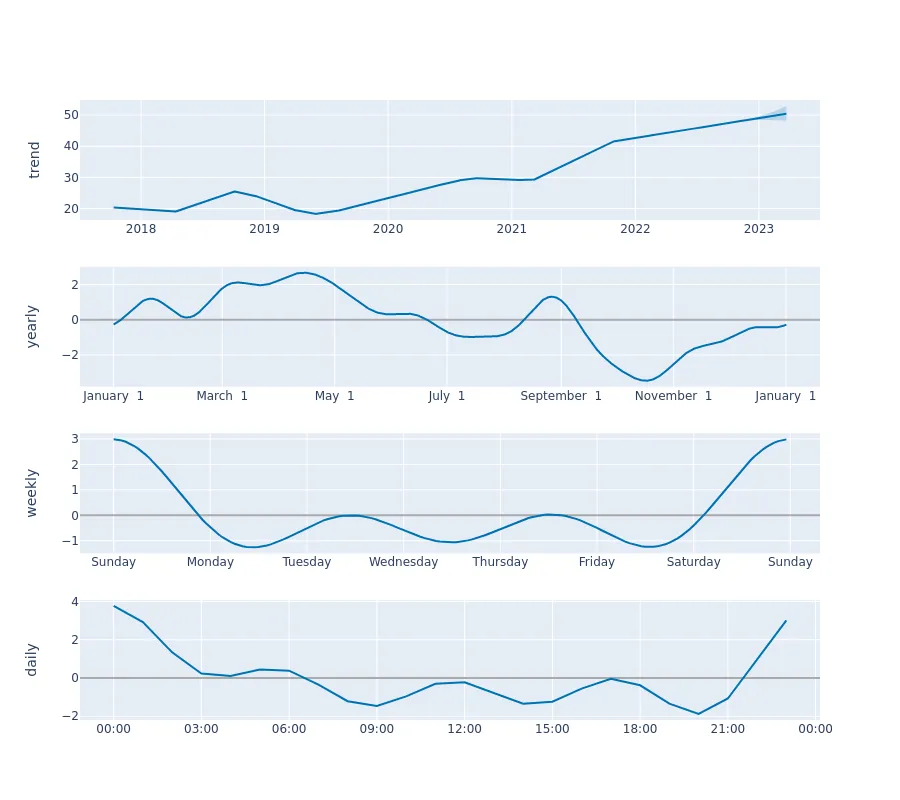 trend
50
40
30
20
2018 2019 2020 2021 2022 2023
yearly
2
0
−2
January 1 March 1 May 1 July 1 September 1 November 1 January 1
weekly
3
2
1
0
−1
Sunday Monday Tuesday Wednesday Thursday Friday Saturday Sunday
daily
4
2
0
−2
00:00 03:00 06:00 09:00 12:00 15:00 18:00 21:00 00:00